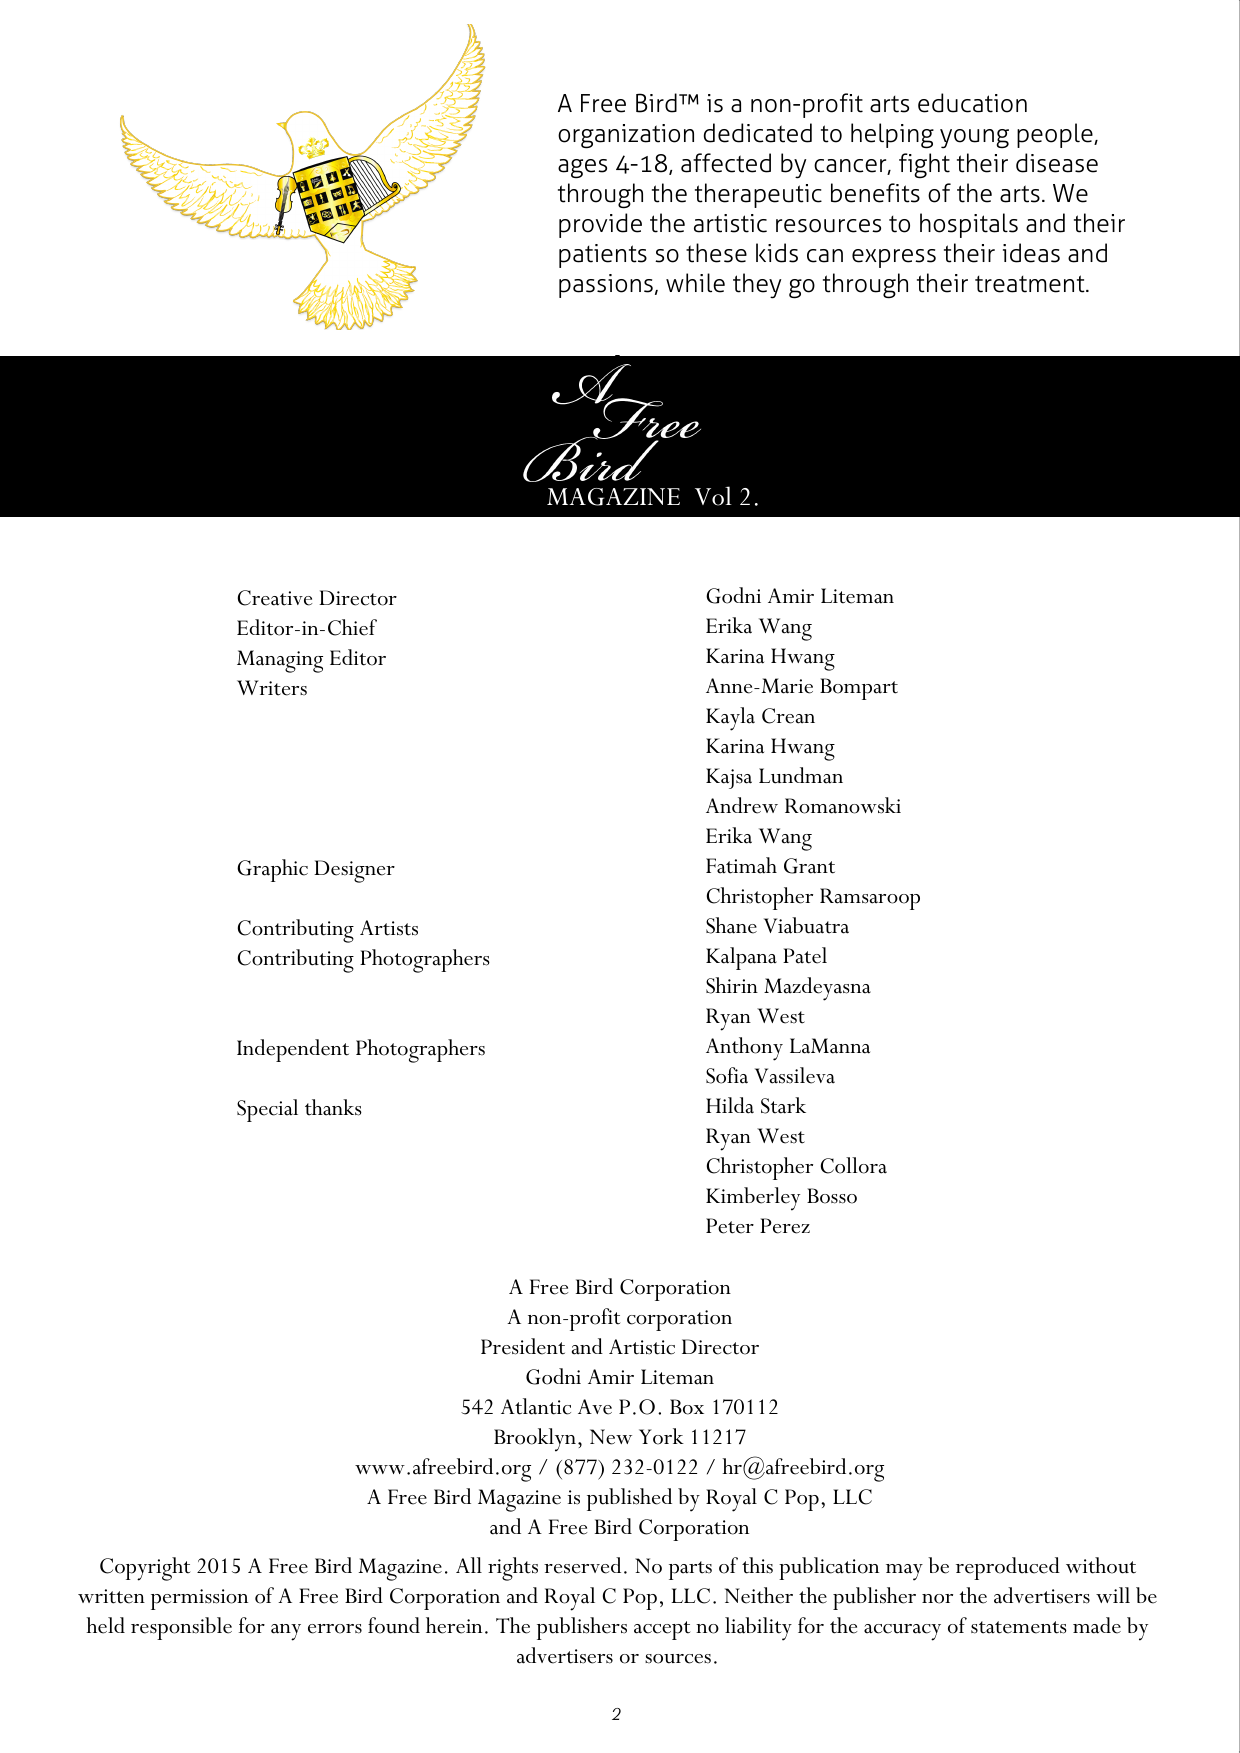 A Free Bird™ is a non-profit arts education
organization dedicated to helping young people,
ages 4-18, affected by cancer, fight their disease
through the therapeutic benefits of the arts. We
provide the artistic resources to hospitals and their
patients so these kids can express their ideas and
passions, while they go through their treatment.
A
Free
Bird
MAGAZINE Vol 2.
Creative Director
Editor-in-Chief
Managing Editor
Writers
Graphic Designer
Contributing Artists
Contributing Photographers
Independent Photographers
Special thanks
Godni Amir Liteman
Erika Wang
Karina Hwang
Anne-Marie Bompart
Kayla Crean
Karina Hwang
Kajsa Lundman
Andrew Romanowski
Erika Wang
Fatimah Grant
Christopher Ramsaroop
Shane Viabuatra
Kalpana Patel
Shirin Mazdeyasna
Ryan West
Anthony LaManna
Sofia Vassileva
Hilda Stark
Ryan West
Christopher Collora
Kimberley Bosso
Peter Perez
A Free Bird Corporation
A non-profit corporation
President and Artistic Director
Godni Amir Liteman
542 Atlantic Ave P.O. Box 170112
Brooklyn, New York 11217
www.afreebird.org / (877) 232-0122 / hr@afreebird.org
A Free Bird Magazine is published by Royal C Pop, LLC
and A Free Bird Corporation
Copyright 2015 A Free Bird Magazine. All rights reserved. No parts of this publication may be reproduced without
written permission of A Free Bird Corporation and Royal C Pop, LLC. Neither the publisher nor the advertisers will be
held responsible for any errors found herein. The publishers accept no liability for the accuracy of statements made by
advertisers or sources.
2